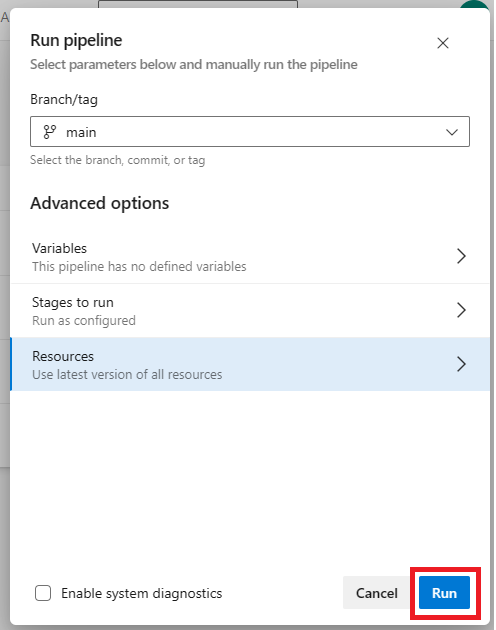 A
Run pipeline
Select parameters below and manually run the pipeline
Branch/tag
main
Select the branch, commit, or tag
Advanced options
Variables
This pipeline has no defined variables
Stages to run
Run as configured
Resources
Use latest version of all resources
Enable system diagnostics
Cancel
Run